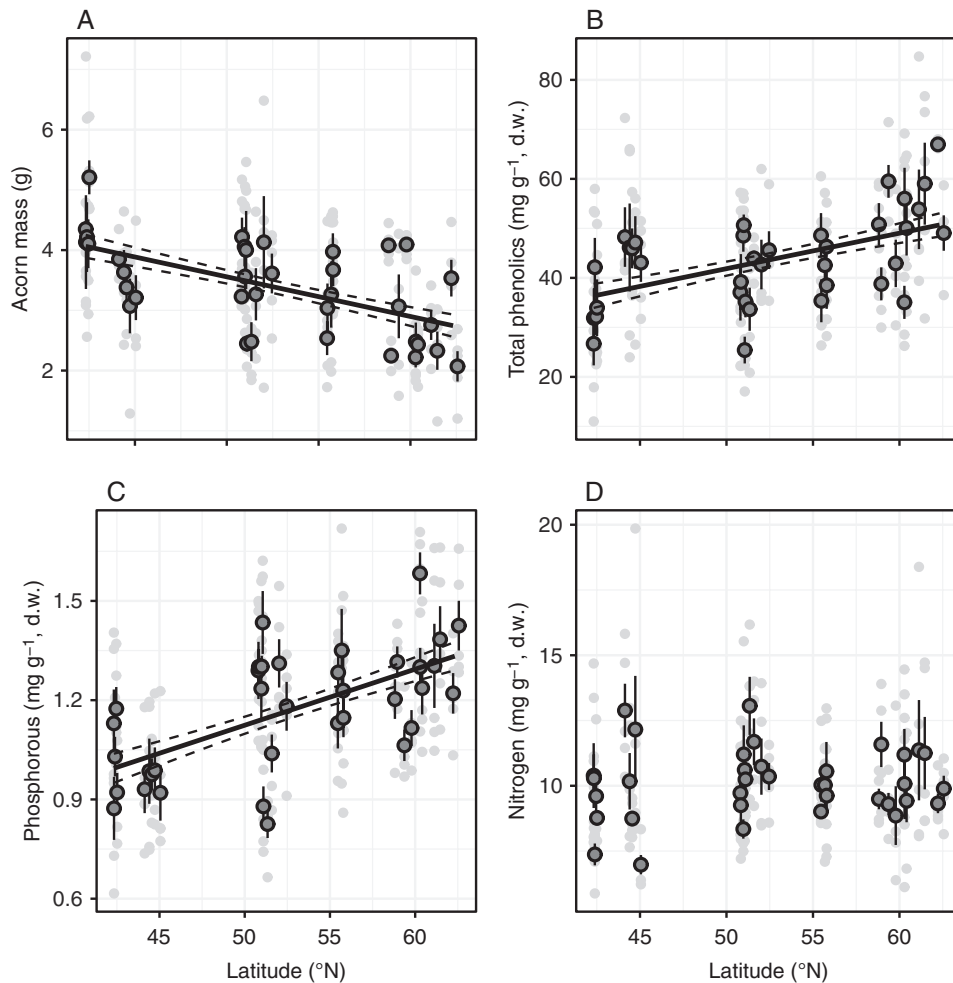 A
B
Acorn mass (g)
6
4
2
Total phenolics (mg g⁻¹, d.w.)
80
60
40
20
C
D
Phosphorous (mg g⁻¹, d.w.)
1.5
1.2
0.9
0.6
Nitrogen (mg g⁻¹, d.w.)
20
15
10
45 50 55 60
45 50 55 60
Latitude (°N)
Latitude (°N)